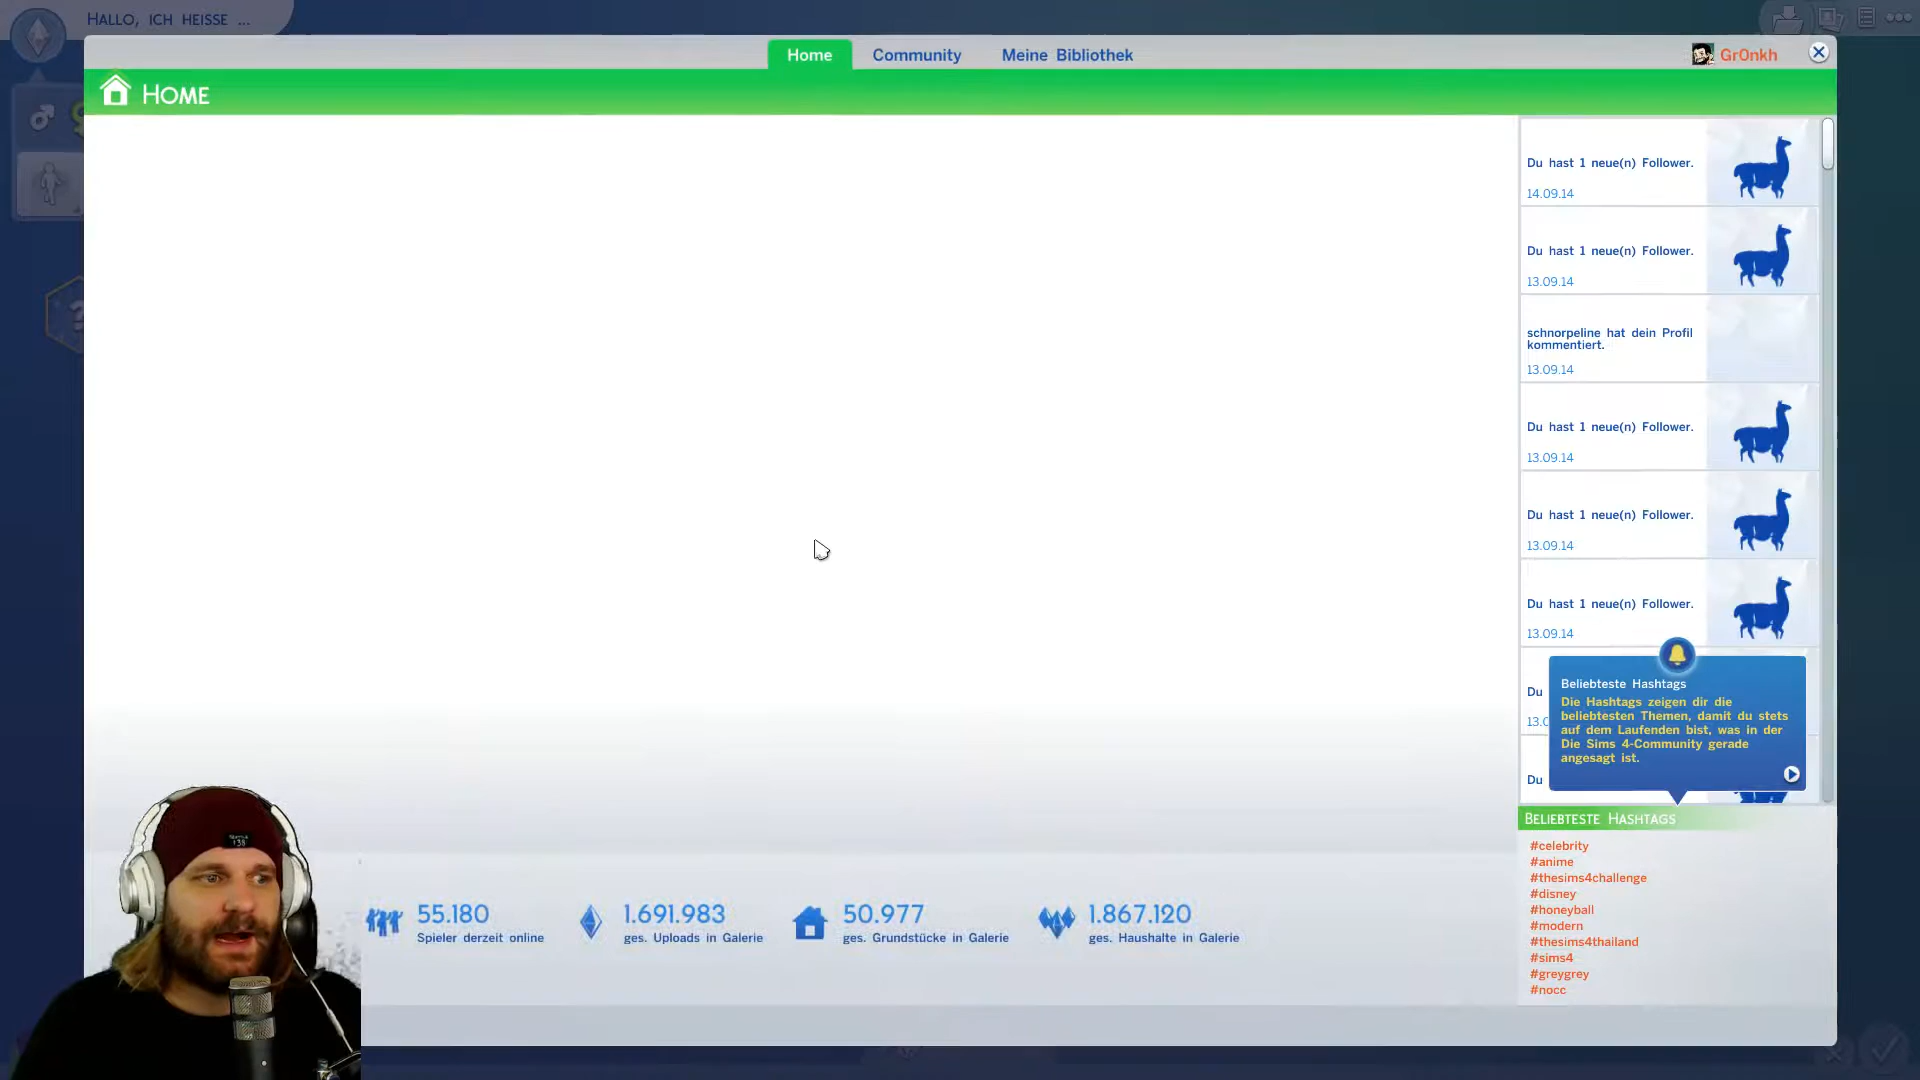 HALLO, ICH HEISSE ...
Home
Community
Meine Bibliothek
Gr0nkh
HOME
Du hast 1 neue(n) Follower.
14.09.14
Du hast 1 neue(n) Follower.
13.09.14
schnorpeline hat dein Profil
kommentiert.
13.09.14
Du hast 1 neue(n) Follower.
13.09.14
Du hast 1 neue(n) Follower.
13.09.14
Du hast 1 neue(n) Follower.
13.09.14
Du
Du
Beliebteste Hashtags
Die Hashtags zeigen dir die
beliebtesten Themen, damit du stets
auf dem Laufenden bist, was in der
Die Sims 4-Community gerade
angesagt ist.
BELIEBTESTE HASHTAGS
#celebrity
#anime
#thesims4challenge
#disney
#honeyball
#modern
#thesims4thailand
#sims4
#greygrey
#nocc
55.180
Spieler derzeit online
1.691.983
ges. Uploads in Galerie
50.977
ges. Grundstücke in Galerie
1.867.120
ges. Haushalte in Galerie